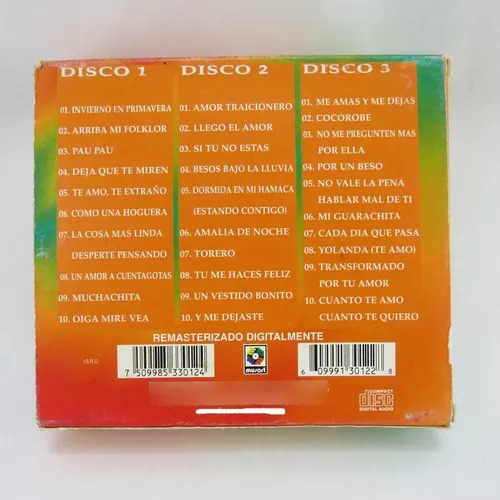 DISCO 1
01. INVIERNO EN PRIMAVERA
02. ARRIBA MI FOLKLOR
03. PAU PAU
04. DEJA QUE TE MIREN
05. TE AMO, TE EXTRAÑO
06. COMO UNA HOGUERA
07. LA COSA MAS LINDA
DESPERTE PENSANDO
08. UN AMOR A CUENTAGOTAS
09. MUCHACHITA
10. OIGA MIRE VEA
DISCO 2
01. AMOR TRAICIONERO
02. LLEGO EL AMOR
03. SI TU NO ESTAS
04. BESOS BAJO LA LLUVIA
05. DORMIDA EN MI HAMACA
(ESTANDO CONTIGO)
06. AMALIA DE NOCHE
07. TORERO
08. TU ME HACES FELIZ
09. UN VESTIDO BONITO
10. Y ME DEJASTE
DISCO 3
01. ME AMAS Y ME DEJAS
02. COCOROBE
03. NO ME PREGUNTEN MAS
POR ELLA
04. POR UN BESO
05. NO VALE LA PENA
HABLAR MAL DE TI
06. MI GUARACHITA
07. CADA DIA QUE PASA
08. YOLANDA (TE AMO)
09. TRANSFORMADO
POR TU AMOR
10. CUANTO TE AMO
CUANTO TE QUIERO
REMASTERIZADO DIGITALMENTE
I.S.R.C.
7 509985 330124
musart
6 09991 30122 8
COMPACT
disc
DIGITAL AUDIO